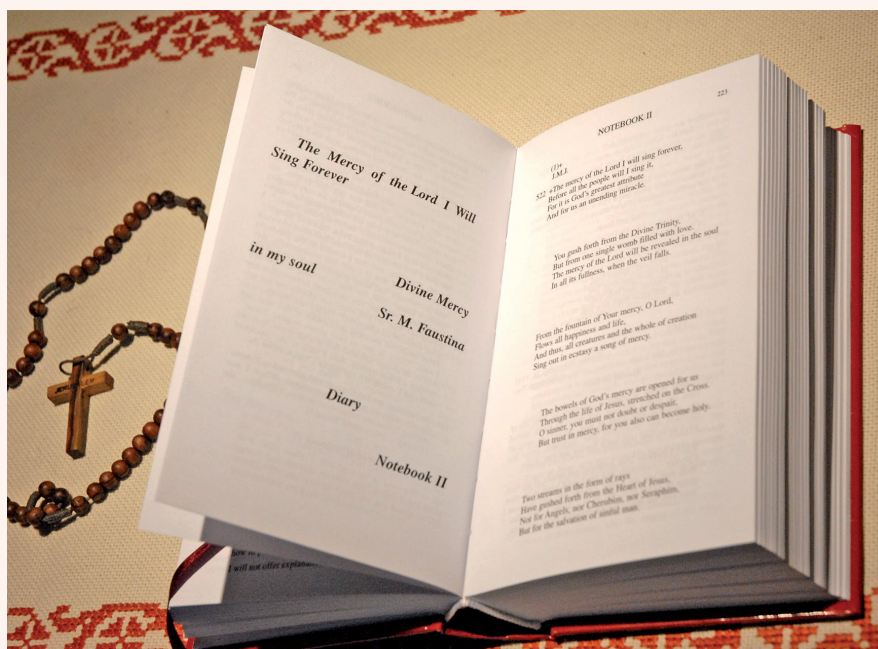 The Mercy of the Lord I Will
Sing Forever
in my soul
Divine Mercy
Sr. M. Faustina
Diary
Notebook II
I will not offer
NOTEBOOK II
223
(1)+
J.M.J.
522 +The mercy of the Lord I will sing forever,
Before all the people will I sing it,
For it is God's greatest attribute
And for us an unending miracle.
You gush forth from the Divine Trinity,
But from one single womb filled with love.
The mercy of the Lord will be revealed in the soul
In all its fullness, when the veil falls.
From the fountain of Your mercy, O Lord,
Flows all happiness and life,
And thus, all creatures and the whole of creation
Sing out in ecstasy a song of mercy.
The bowels of God's mercy are opened for us
Through the life of Jesus, stretched on the Cross.
O sinner, you must not doubt or despair,
But trust in mercy, for you also can become holy.
Two streams in the form of rays
Have gushed forth from the Heart of Jesus,
Not for Angels, nor Cherubim, nor Seraphim,
But for the salvation of sinful man.
JERUSALEM